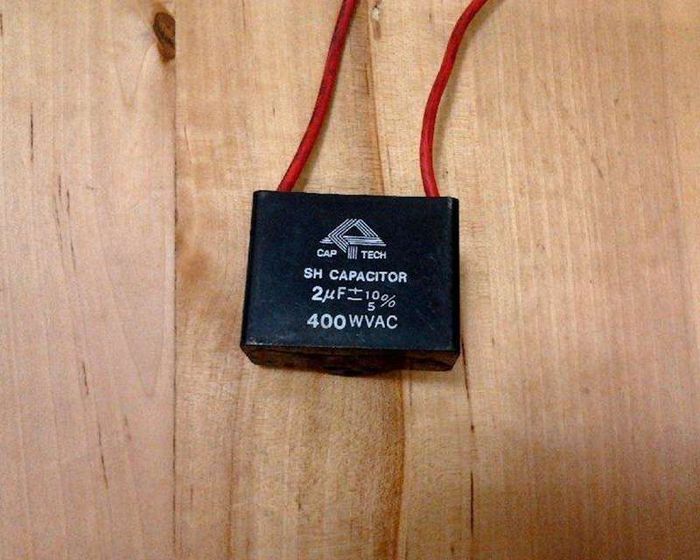 CAP TECH
SH CAPACITOR
2μF ± 10%
5
400WVAC